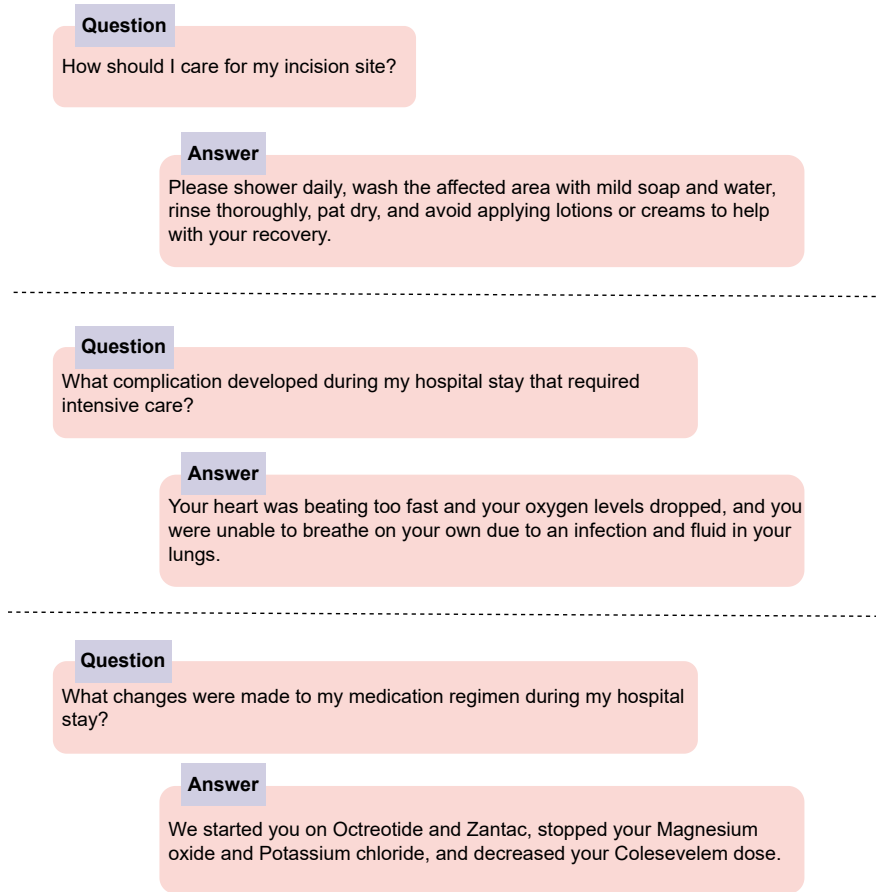 Question
How should I care for my incision site?
Answer
Please shower daily, wash the affected area with mild soap and water,
rinse thoroughly, pat dry, and avoid applying lotions or creams to help
with your recovery.
Question
What complication developed during my hospital stay that required
intensive care?
Answer
Your heart was beating too fast and your oxygen levels dropped, and you
were unable to breathe on your own due to an infection and fluid in your
lungs.
Question
What changes were made to my medication regimen during my hospital
stay?
Answer
We started you on Octreotide and Zantac, stopped your Magnesium
oxide and Potassium chloride, and decreased your Colesevelem dose.